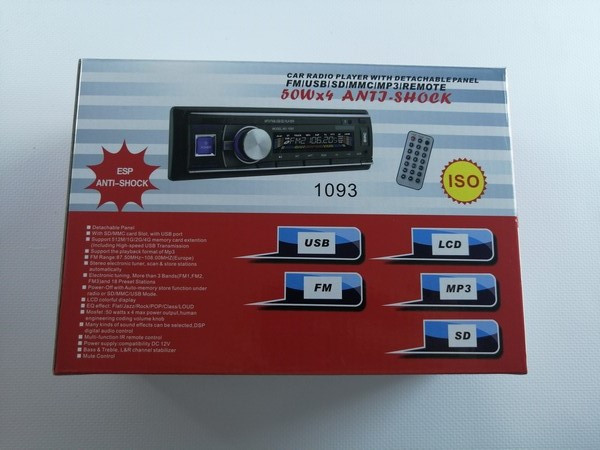 CAR RADIO PLAYER WITH DETACHABLE PANEL
FM/USB/SD/MMC/MP3/REMOTE
50Wx4 ANTI-SHOCK
ESP
ANTI-SHOCK
FM2 106.20
1093
ISO
Detachable Panel
With SD/MMC card Slot, with USB port
Support 512M/1G/2G/4G memory card extention
(Including High-speed USB Transmission
Support the playback format of Mp3
FM Range:87.50MHz~108.00MHZ(Europe)
Stereo electronic tuner, scan & store stations
automatically
Electronic tuning, More than 3 Bands/FM1,FM2,
FM3)and 18 Preset Stations
Power-Off with Auto-memory store function under
radio or SD/MMC/USB Mode.
LCD colorful display
EQ effect: Flat/Jazz/Rock/POP/Class/LOUD
Mosfet :50 watts x 4 max power output,human
engineering coding volume knob
Many kinds of sound effects can be selected,DSP
digital audio control
Multi-function IR remote control
Power supply:compatibility DC 12V
Bass & Treble, L&R channel stabilizer
Mute Control
USB
LCD
FM
MP3
SD